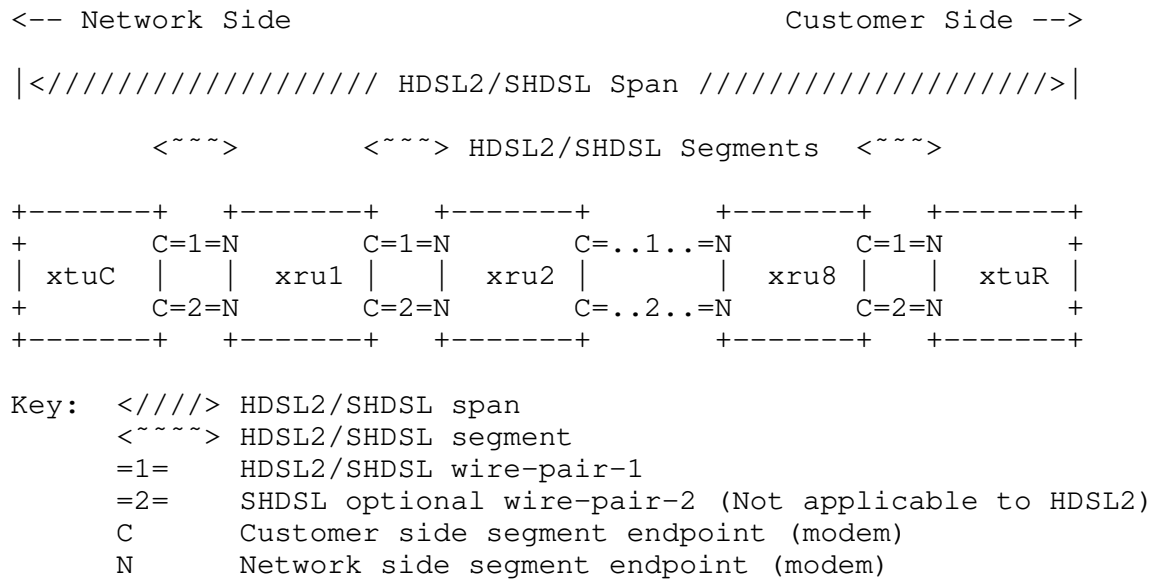 <-- Network Side                             Customer Side -->
|</////////////////// HDSL2/SHDSL Span ////////////////////>|
        <~~~>       <~~~> HDSL2/SHDSL Segments  <~~~>
+-------+   +-------+   +-------+       +-------+   +-------+
+       C=1=N       C=1=N       C=..1..=N       C=1=N       +
| xtuC  |   |  xru1 |   |  xru2 |       |  xru8 |   |  xtuR |
+       C=2=N       C=2=N       C=..2..=N       C=2=N       +
+-------+   +-------+   +-------+       +-------+   +-------+
Key:  <////> HDSL2/SHDSL span
      <~~~~> HDSL2/SHDSL segment
      =1=    HDSL2/SHDSL wire-pair-1
      =2=    SHDSL optional wire-pair-2 (Not applicable to HDSL2)
      C      Customer side segment endpoint (modem)
      N      Network side segment endpoint (modem)